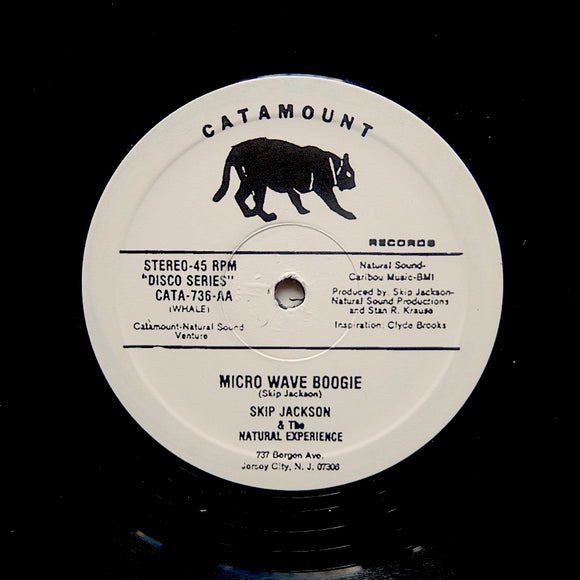 CATAMOUNT
RECORDS
STEREO-45 RPM
"DISCO SERIES"
CATA-736-AA
(WHALE)
Catamount-Natural Sound
Venture
Natural Sound-
Caribou Music-BMI
Produced by: Skip Jackson-
Natural Sound Productions
and Stan R. Krause
Inspiration: Clyde Brooks
MICRO WAVE BOOGIE
(Skip Jackson)
SKIP JACKSON
& The
NATURAL EXPERIENCE
737 Bergen Ave.
Jersey City, N. J. 07306